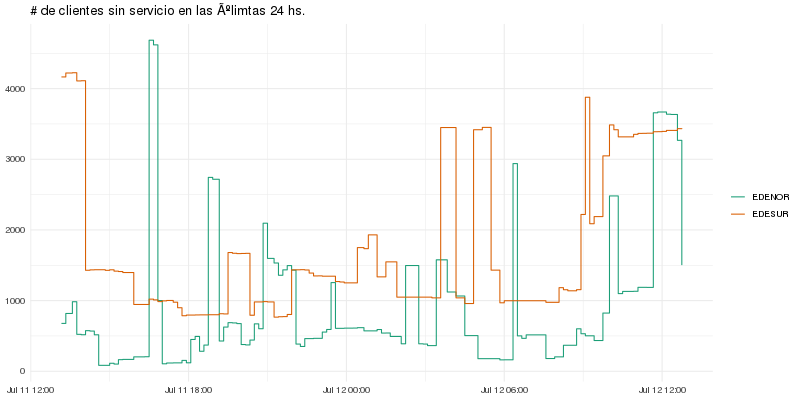 # de clientes sin servicio en las Ãºlimtas 24 hs.
4000
3000
2000
1000
0
Jul 11 12:00
Jul 11 18:00
Jul 12 00:00
Jul 12 06:00
Jul 12 12:00
EDENOR
EDESUR